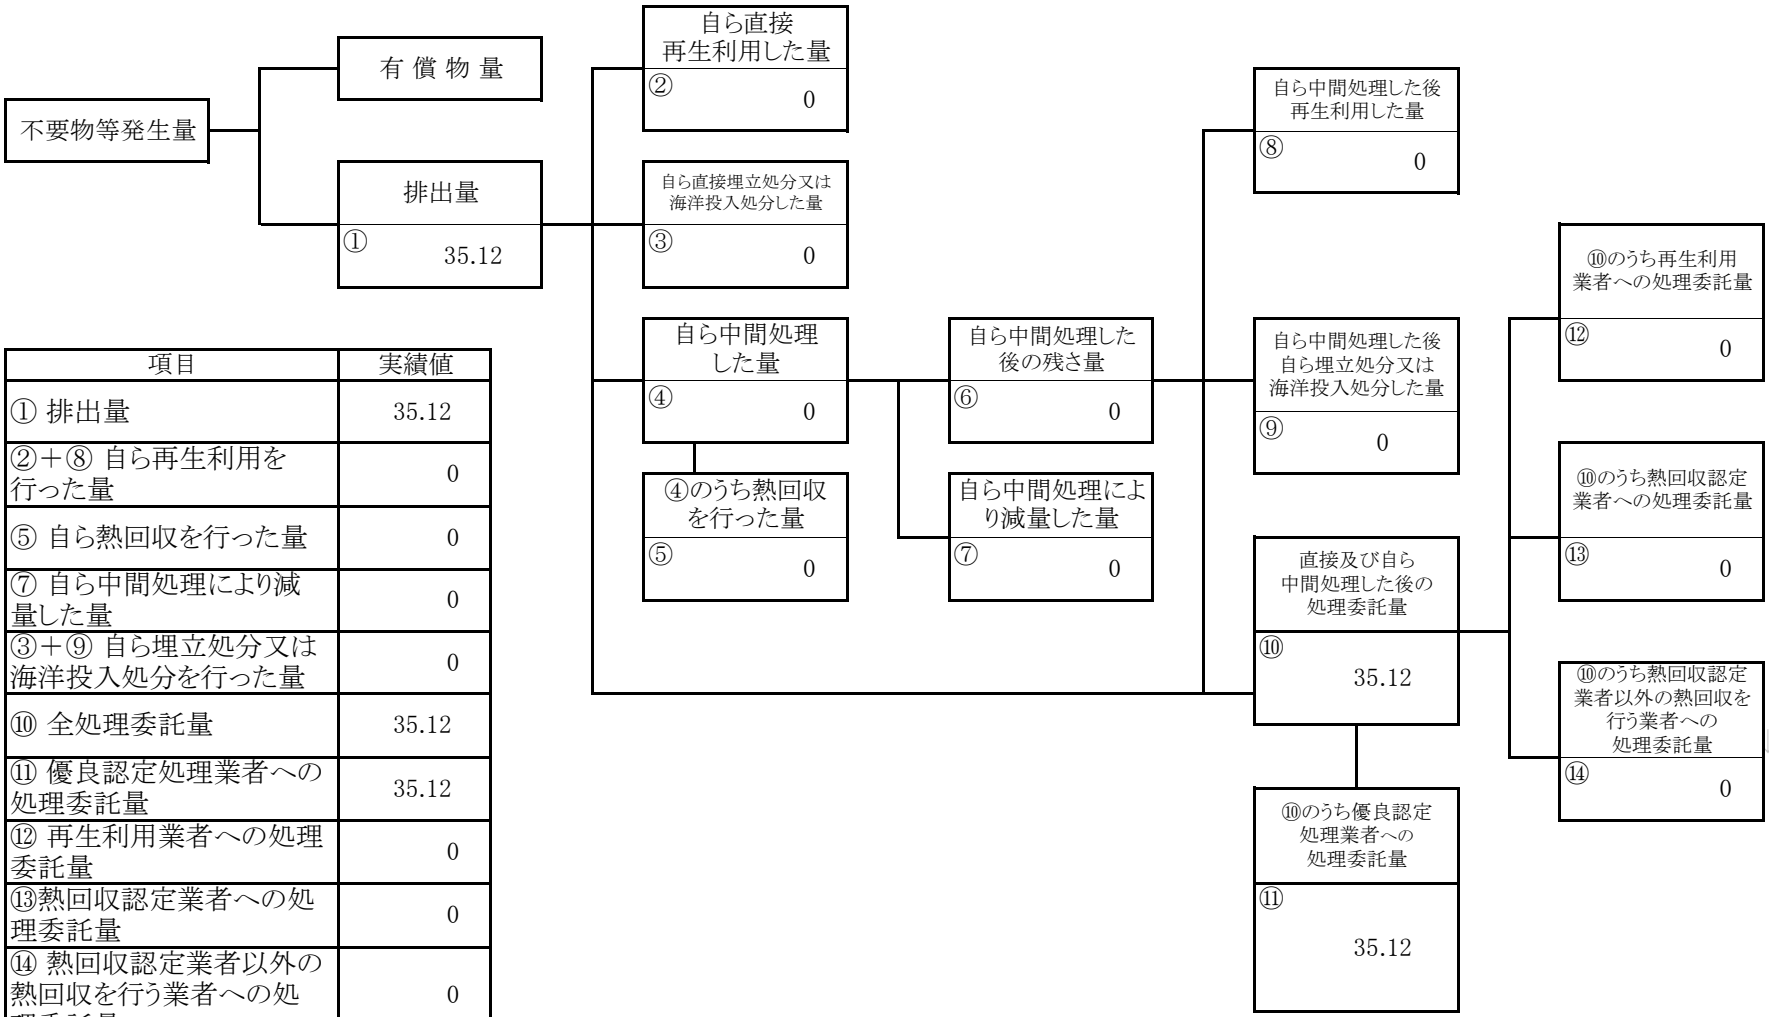 不要物等発生量
有 償 物 量
排出量
①
35.12
自ら直接
再生利用した量
②
0
自ら直接埋立処分又は
海洋投入処分した量
③
0
自ら中間処理
した量
④
0
④のうち熱回収
を行った量
⑤
0
自ら中間処理した
後の残さ量
⑥
0
自ら中間処理によ
り減量した量
⑦
0
自ら中間処理した後
再生利用した量
⑧
0
自ら中間処理した後
自ら埋立処分又は
海洋投入処分した量
⑨
0
直接及び自ら
中間処理した後の
処理委託量
⑩
35.12
⑩のうち優良認定
処理業者への
処理委託量
⑪
35.12
⑩のうち再生利用
業者への処理委託量
⑫
0
⑩のうち熱回収認定
業者への処理委託量
⑬
0
⑩のうち熱回収認定
業者以外の熱回収を
行う業者への
処理委託量
⑭
0
項目 実績値
① 排出量 35.12
②＋⑧ 自ら再生利用を
行った量
0
⑤ 自ら熱回収を行った量 0
⑦ 自ら中間処理により減
量した量
0
③＋⑨ 自ら埋立処分又は
海洋投入処分を行った量
0
⑩ 全処理委託量 35.12
⑪ 優良認定処理業者への
処理委託量
35.12
⑫ 再生利用業者への処理
委託量
0
⑬熱回収認定業者への処
理委託量
0
⑭ 熱回収認定業者以外の
熱回収を行う業者への処
0